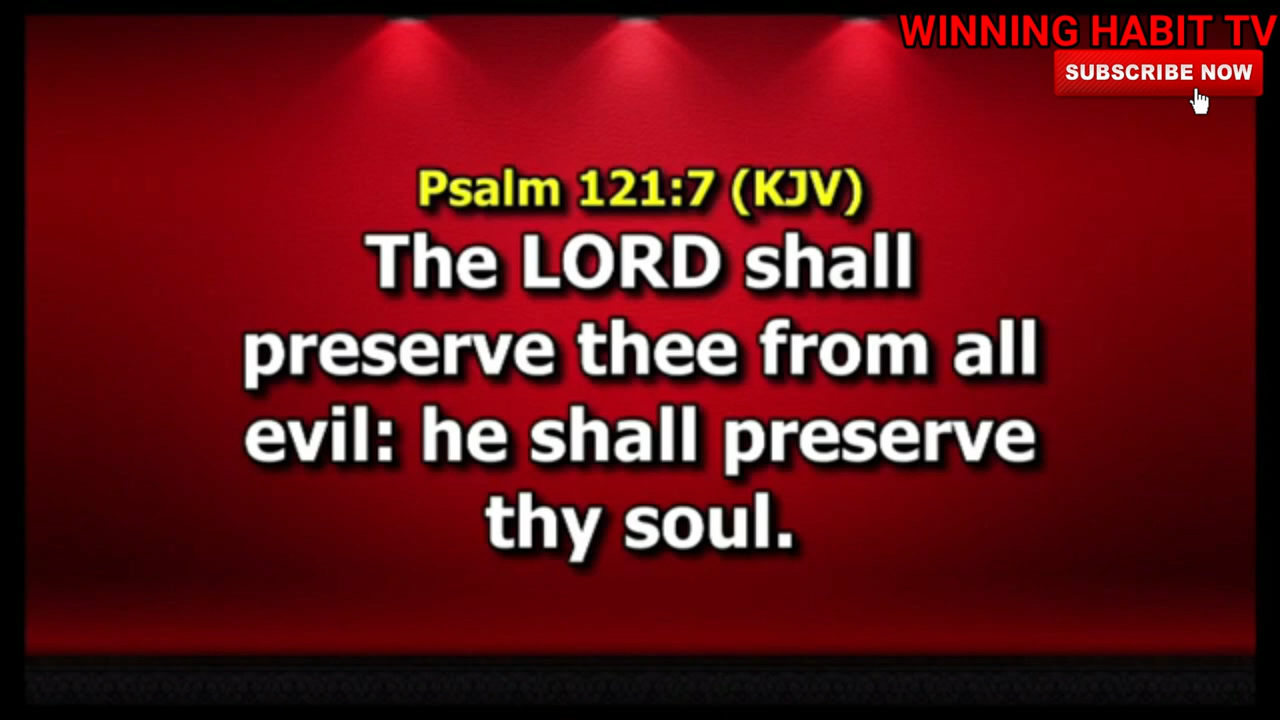 WINNING HABIT TV
SUBSCRIBE NOW
Psalm 121:7 (KJV)
The LORD shall
preserve thee from all
evil: he shall preserve
thy soul.